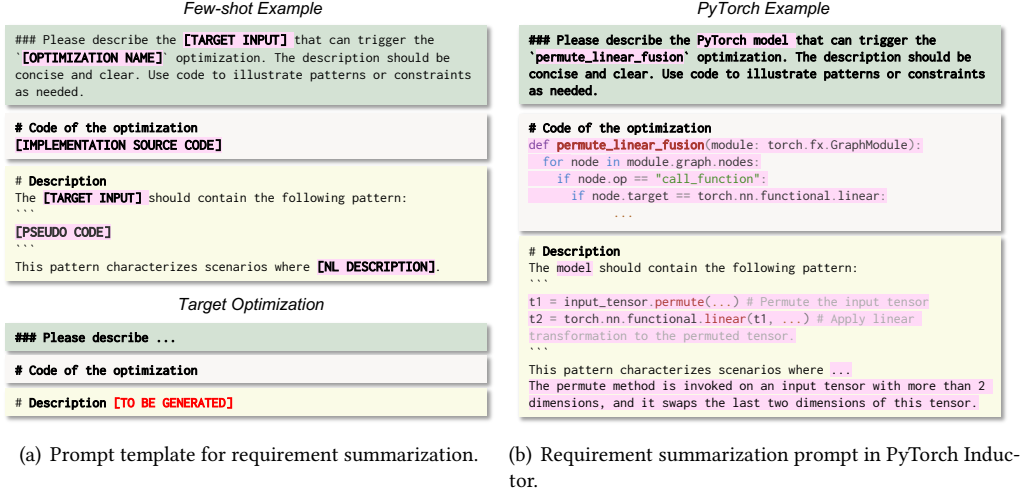 Few-shot Example
### Please describe the [TARGET INPUT] that can trigger the
`[OPTIMIZATION NAME]` optimization. The description should be
concise and clear. Use code to illustrate patterns or constraints
as needed.
# Code of the optimization
[IMPLEMENTATION SOURCE CODE]
# Description
The [TARGET INPUT] should contain the following pattern:
```
[PSEUDO CODE]
```
This pattern characterizes scenarios where [NL DESCRIPTION].
Target Optimization
### Please describe ...
# Code of the optimization
# Description [TO BE GENERATED]
(a) Prompt template for requirement summarization.
PyTorch Example
### Please describe the PyTorch model that can trigger the
`permute_linear_fusion` optimization. The description should be
concise and clear. Use code to illustrate patterns or constraints
as needed.
# Code of the optimization
def permute_linear_fusion(module: torch.fx.GraphModule):
for node in module.graph.nodes:
if node.op == "call_function":
if node.target == torch.nn.functional.linear:
...
# Description
The model should contain the following pattern:
```
t1 = input_tensor.permute(...) # Permute the input tensor
t2 = torch.nn.functional.linear(t1, ...) # Apply linear
transformation to the permuted tensor.
```
This pattern characterizes scenarios where ...
The permute method is invoked on an input tensor with more than 2
dimensions, and it swaps the last two dimensions of this tensor.
(b) Requirement summarization prompt in PyTorch Induc-
tor.